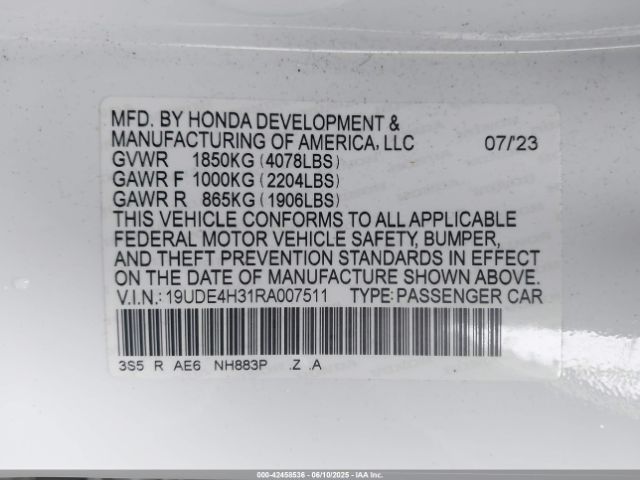 MFD. BY HONDA DEVELOPMENT &
MANUFACTURING OF AMERICA, LLC 07/'23
GVWR 1850KG (4078LBS)
GAWR F 1000KG (2204LBS)
GAWR R 865KG (1906LBS)
THIS VEHICLE CONFORMS TO ALL APPLICABLE
FEDERAL MOTOR VEHICLE SAFETY, BUMPER,
AND THEFT PREVENTION STANDARDS IN EFFECT
ON THE DATE OF MANUFACTURE SHOWN ABOVE.
V.I.N.: 19UDE4H31RA007511 TYPE: PASSENGER CAR
3S5 R AE6 NH883P .Z .A
000-42458536 - 06/10/2025 - IAA Inc.